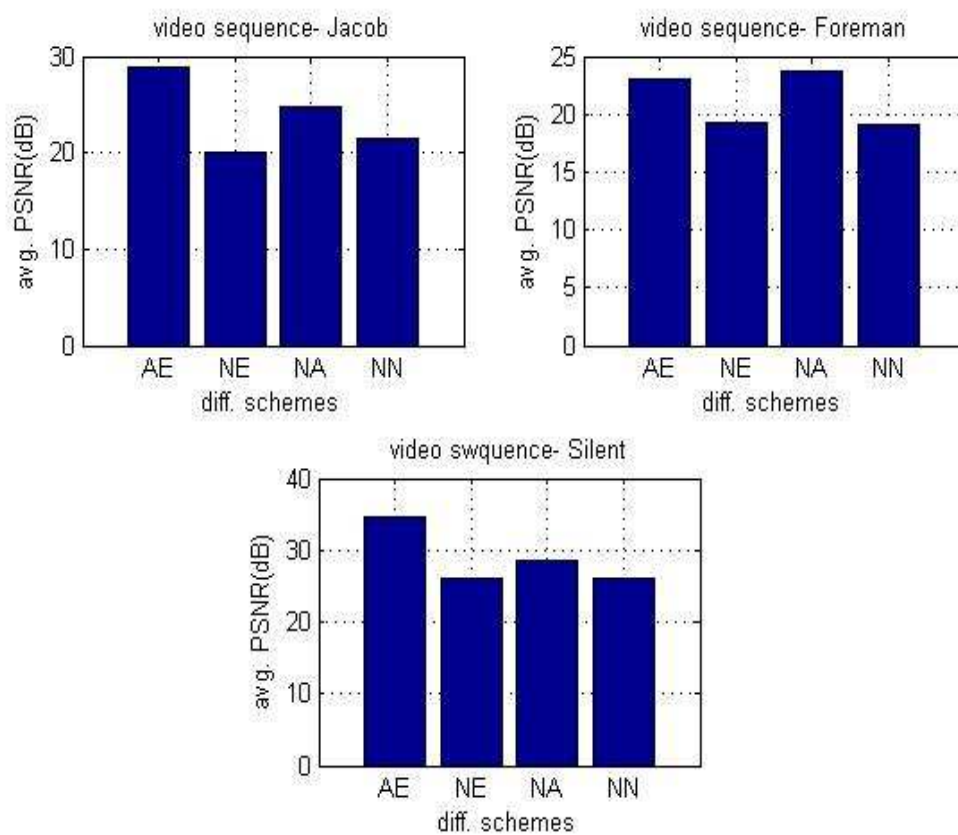 video sequence- Jacob
avg. PSNR(dB)
30
20
10
0
AE NE NA NN
diff. schemes
video sequence- Foreman
avg. PSNR(dB)
25
20
15
10
5
0
AE NE NA NN
diff. schemes
video swquence- Silent
avg. PSNR(dB)
40
30
20
10
0
AE NE NA NN
diff. schemes